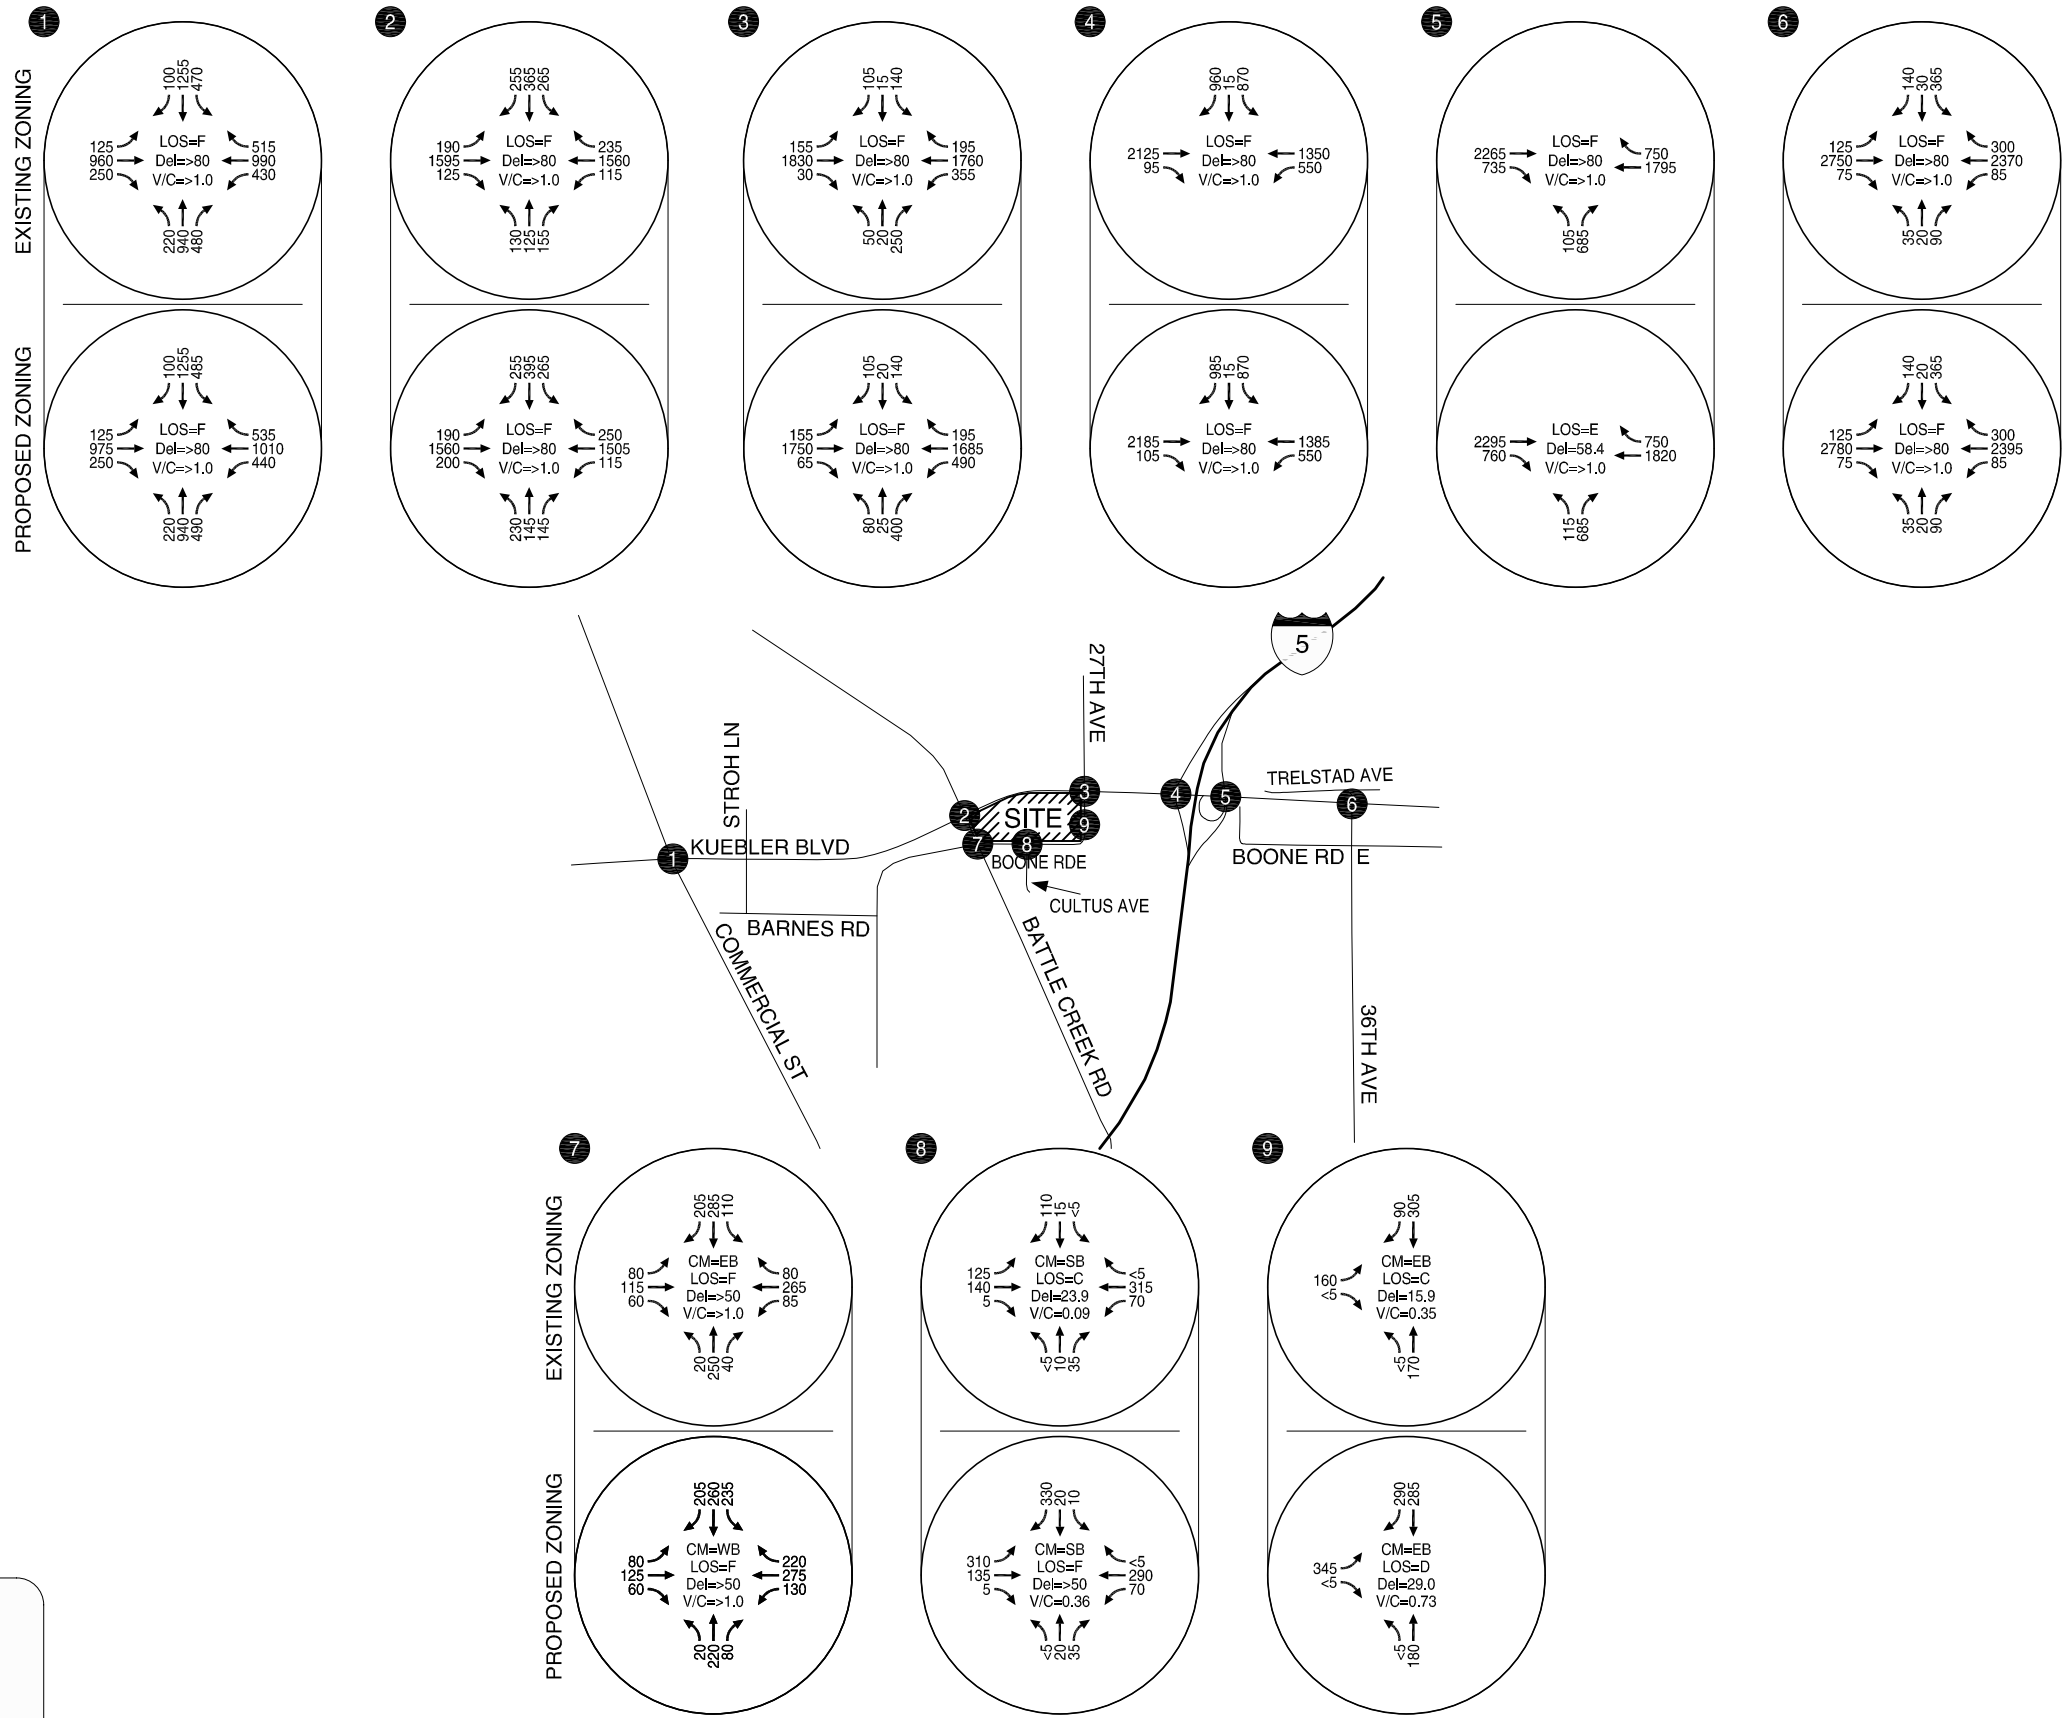 1
2
3
4
5
6
EXISTING ZONING
100
1255
470
125
960
250
LOS=F
Del=>80
V/C=>1.0
515
990
430
220
940
480
255
365
265
190
1595
125
LOS=F
Del=>80
V/C=>1.0
235
1560
115
130
125
155
105
15
140
155
1830
30
LOS=F
Del=>80
V/C=>1.0
195
1760
355
50
20
250
960
15
870
2125
95
LOS=F
Del=>80
V/C=>1.0
1350
550
2265
735
LOS=F
Del=>80
V/C=>1.0
750
1795
105
685
140
30
365
125
2750
75
LOS=F
Del=>80
V/C=>1.0
300
2370
85
35
20
90
PROPOSED ZONING
100
1255
485
125
975
250
LOS=F
Del=>80
V/C=>1.0
535
1010
440
220
940
490
255
395
265
190
1560
200
LOS=F
Del=>80
V/C=>1.0
250
1505
115
230
145
145
105
20
140
155
1750
65
LOS=F
Del=>80
V/C=>1.0
195
1685
490
80
25
400
985
15
870
2185
105
LOS=F
Del=>80
V/C=>1.0
1385
550
2295
760
LOS=E
Del=58.4
V/C=>1.0
750
1820
115
685
140
20
365
125
2780
75
LOS=F
Del=>80
V/C=>1.0
300
2395
85
35
20
90
5
27TH AVE
STROH LN
TRELSTAD AVE
3
4
5
6
2
SITE
9
7
8
1
KUEBLER BLVD
BOONE RDE
BOONE RD E
CULTUS AVE
BARNES RD
COMMERCIAL ST
BATTLE CREEK RD
36TH AVE
7
8
9
EXISTING ZONING
205
285
110
80
115
60
CM=EB
LOS=F
Del=>50
V/C=>1.0
80
265
85
20
250
40
110
15
<5
125
140
5
CM=SB
LOS=C
Del=23.9
V/C=0.09
<5
315
70
<5
10
35
90
305
160
<5
CM=EB
LOS=C
Del=15.9
V/C=0.35
<5
170
PROPOSED ZONING
205
260
235
80
125
60
CM=WB
LOS=F
Del=>50
V/C=>1.0
220
275
130
20
220
80
330
20
10
310
135
5
CM=SB
LOS=F
Del=>50
V/C=0.36
<5
290
70
<5
20
35
290
285
345
<5
CM=EB
LOS=D
Del=29.0
V/C=0.73
<5
180